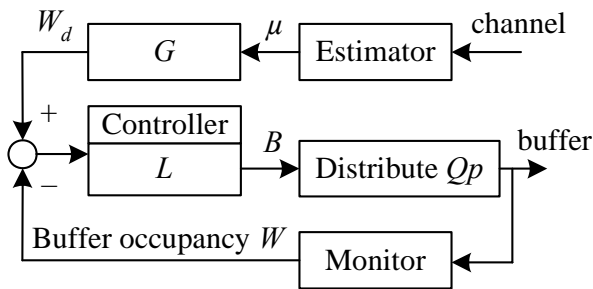 W_d
G
μ
Estimator
channel
+
Controller
L
B
Distribute Qp
buffer
−
Buffer occupancy W
Monitor